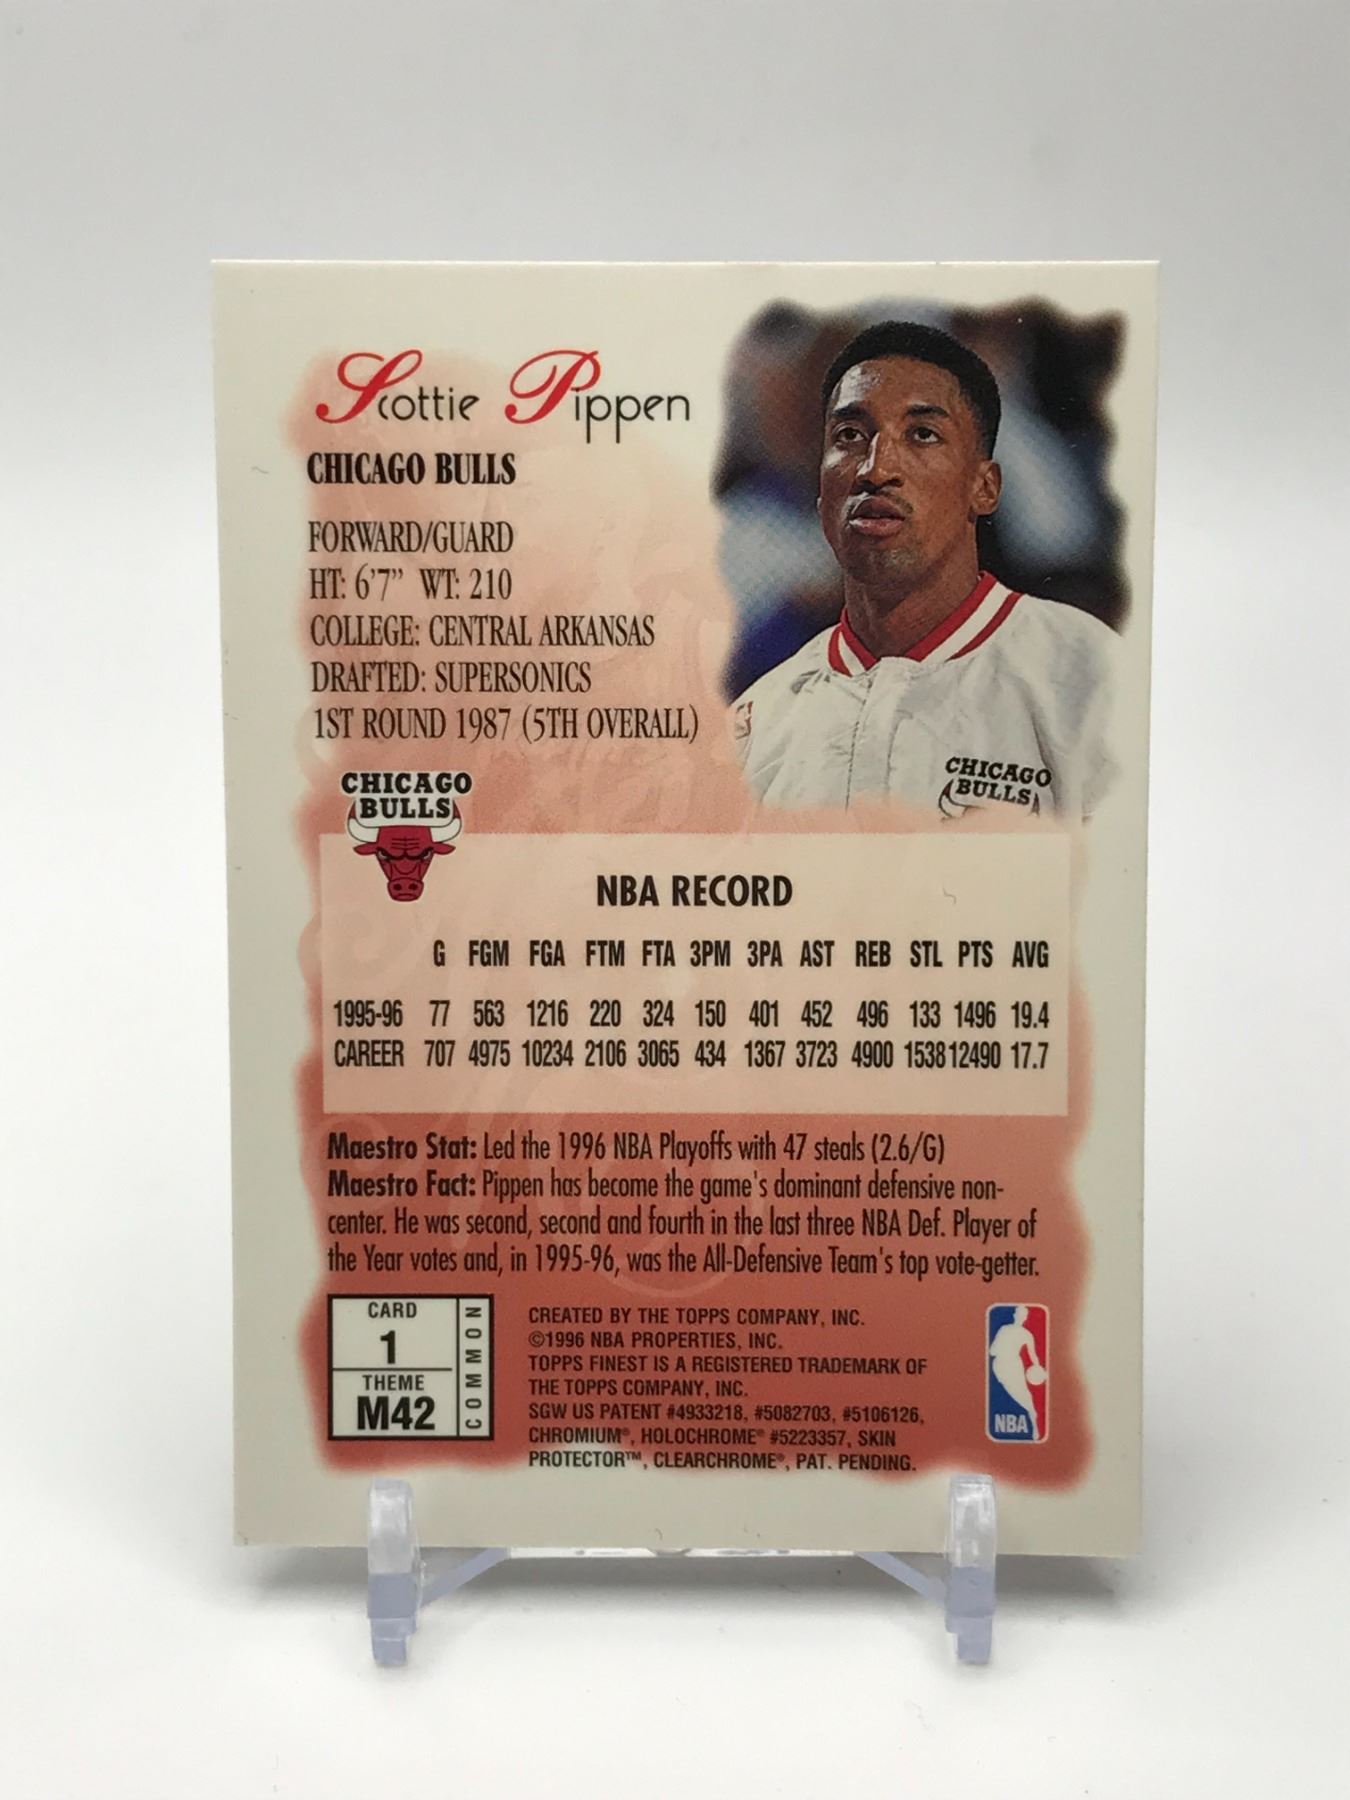 Scottie Pippen
CHICAGO BULLS
FORWARD/GUARD
HT: 6'7" WT: 210
COLLEGE: CENTRAL ARKANSAS
DRAFTED: SUPERSONICS
1ST ROUND 1987 (5TH OVERALL)
CHICAGO
BULLS
CHICAGO
BULLS
NBA RECORD
G FGM FGA FTM FTA 3PM 3PA AST REB STL PTS AVG
1995-96 77 563 1216 220 324 150 401 452 496 133 1496 19.4
CAREER 707 4975 10234 2106 3065 434 1367 3723 4900 1538 12490 17.7
Maestro Stat: Led the 1996 NBA Playoffs with 47 steals (2.6/G)
Maestro Fact: Pippen has become the game's dominant defensive non-
center. He was second, second and fourth in the last three NBA Def. Player of
the Year votes and, in 1995-96, was the All-Defensive Team's top vote-getter.
CARD
1
THEME
M42
COMMON
CREATED BY THE TOPPS COMPANY, INC.
©1996 NBA PROPERTIES, INC.
TOPPS FINEST IS A REGISTERED TRADEMARK OF
THE TOPPS COMPANY, INC.
SGW US PATENT #4933218, #5082703, #5106126,
CHROMIUM®, HOLOCHROME® #5223357, SKIN
PROTECTOR™, CLEARCHROME®, PAT. PENDING.
NBA